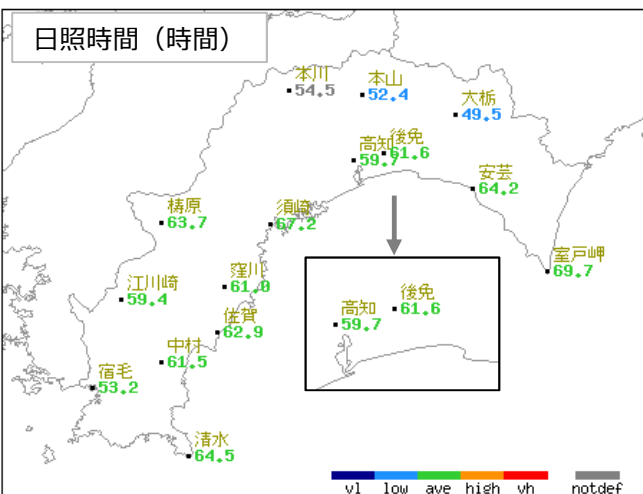 日照時間（時間）
本川
54.5
本山
52.4
大栃
49.5
高知
59.7
後免
61.6
安芸
64.2
梼原
63.7
須崎
67.2
室戸岬
69.7
窪川
江川崎
59.4
佐賀
62.9
中村
61.5
宿毛
53.2
清水
64.5
後免
61.6
高知
59.7
vl low ave high vh notdef